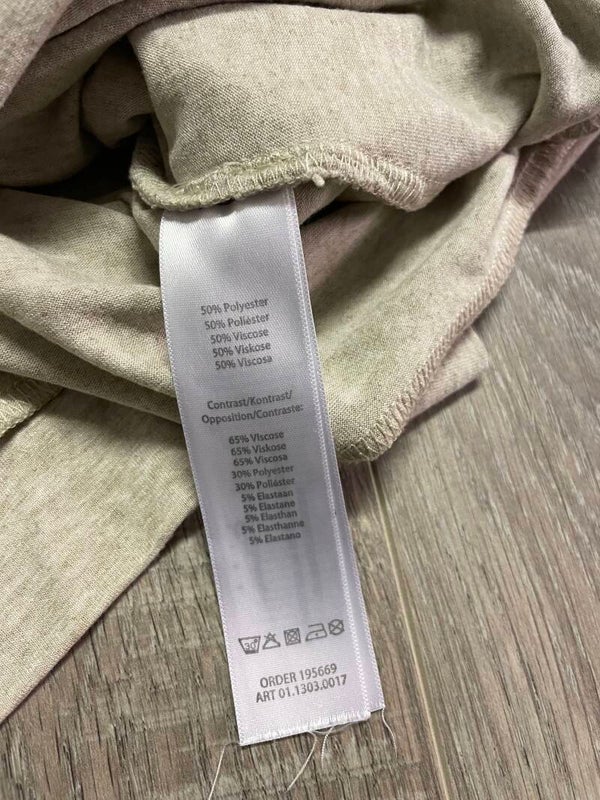 50% Polyester
50% Poliéster
50% Viscose
50% Viskose
50% Viscosa
Contrast/Kontrast/
Opposition/Contraste:
65% Viscose
65% Viskose
65% Viscosa
30% Polyester
30% Poliéster
5% Elastaan
5% Elastane
5% Elasthan
5% Elasthanne
5% Elastano
30°
ORDER 195669
ART 01.1303.0017